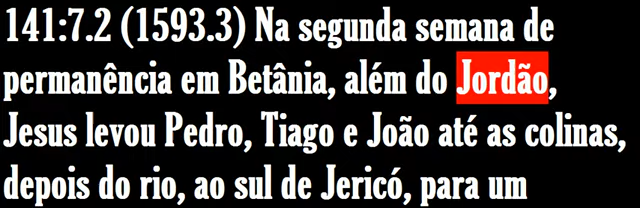 141:7.2 (1593.3) Na segunda semana de
permanência em Betânia, além do Jordão,
Jesus levou Pedro, Tiago e João até as colinas,
depois do rio, ao sul de Jericó, para um